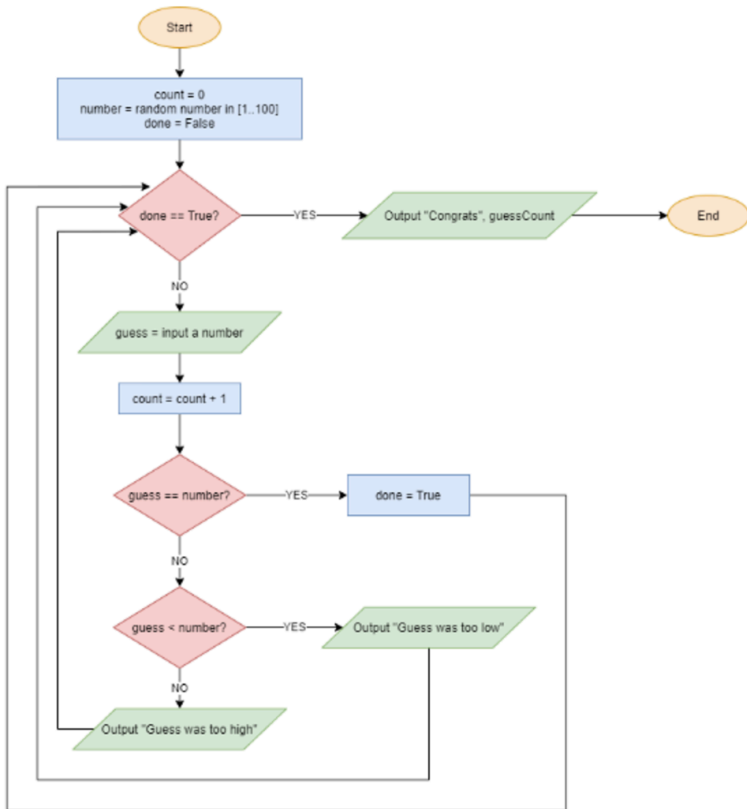 Start
count = 0
number = random number in [1..100]
done = False
done == True?
YES
Output "Congrats", guessCount
End
NO
guess = input a number
count = count + 1
guess == number?
YES
done = True
NO
guess < number?
YES
Output "Guess was too low"
NO
Output "Guess was too high"